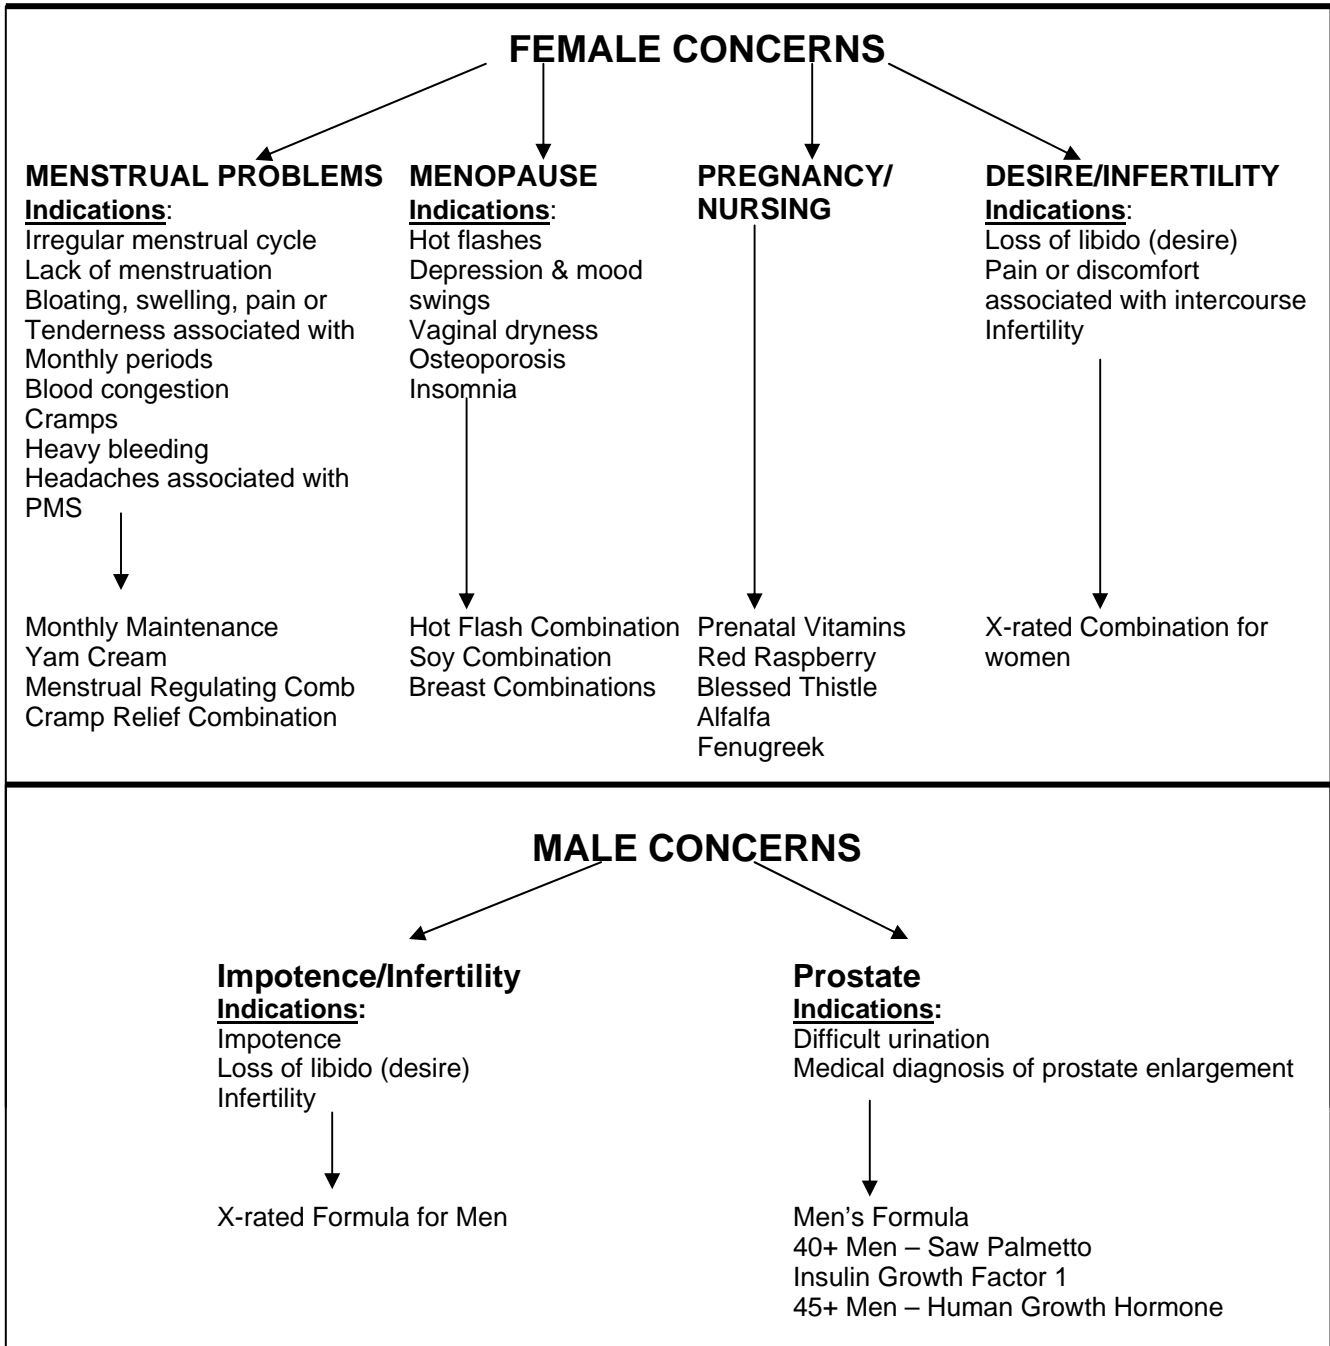 FEMALE CONCERNS
MENSTRUAL PROBLEMS
Indications:
Irregular menstrual cycle
Lack of menstruation
Bloating, swelling, pain or
Tenderness associated with
Monthly periods
Blood congestion
Cramps
Heavy bleeding
Headaches associated with
PMS
Monthly Maintenance
Yam Cream
Menstrual Regulating Comb
Cramp Relief Combination
MENOPAUSE
Indications:
Hot flashes
Depression & mood
swings
Vaginal dryness
Osteoporosis
Insomnia
Hot Flash Combination
Soy Combination
Breast Combinations
PREGNANCY/
NURSING
Prenatal Vitamins
Red Raspberry
Blessed Thistle
Alfalfa
Fenugreek
DESIRE/INFERTILITY
Indications:
Loss of libido (desire)
Pain or discomfort
associated with intercourse
Infertility
X-rated Combination for
women
MALE CONCERNS
Impotence/Infertility
Indications:
Impotence
Loss of libido (desire)
Infertility
X-rated Formula for Men
Prostate
Indications:
Difficult urination
Medical diagnosis of prostate enlargement
Men’s Formula
40+ Men – Saw Palmetto
Insulin Growth Factor 1
45+ Men – Human Growth Hormone